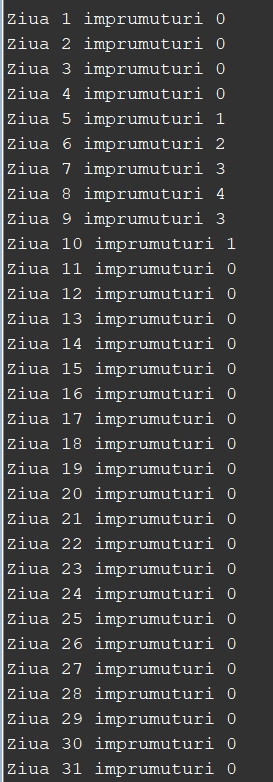 Ziua 1 imprumuturi 0
Ziua 2 imprumuturi 0
Ziua 3 imprumuturi 0
Ziua 4 imprumuturi 0
Ziua 5 imprumuturi 1
Ziua 6 imprumuturi 2
Ziua 7 imprumuturi 3
Ziua 8 imprumuturi 4
Ziua 9 imprumuturi 3
Ziua 10 imprumuturi 1
Ziua 11 imprumuturi 0
Ziua 12 imprumuturi 0
Ziua 13 imprumuturi 0
Ziua 14 imprumuturi 0
Ziua 15 imprumuturi 0
Ziua 16 imprumuturi 0
Ziua 17 imprumuturi 0
Ziua 18 imprumuturi 0
Ziua 19 imprumuturi 0
Ziua 20 imprumuturi 0
Ziua 21 imprumuturi 0
Ziua 22 imprumuturi 0
Ziua 23 imprumuturi 0
Ziua 24 imprumuturi 0
Ziua 25 imprumuturi 0
Ziua 26 imprumuturi 0
Ziua 27 imprumuturi 0
Ziua 28 imprumuturi 0
Ziua 29 imprumuturi 0
Ziua 30 imprumuturi 0
Ziua 31 imprumuturi 0